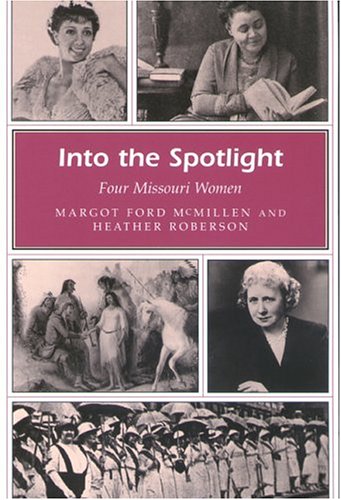 Into the Spotlight
Four Missouri Women
MARGOT FORD McMILLEN AND
HEATHER ROBERSON